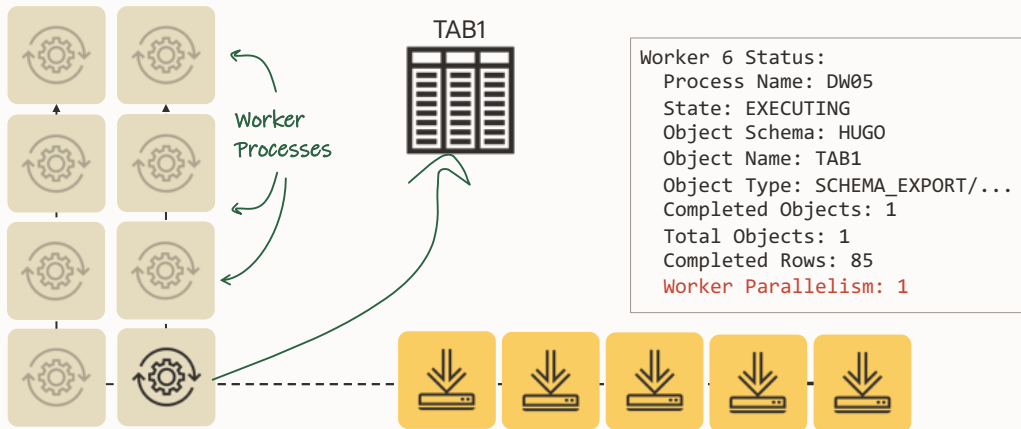 TAB1
Worker
Processes
Worker 6 Status:
Process Name: DW05
State: EXECUTING
Object Schema: HUGO
Object Name: TAB1
Object Type: SCHEMA_EXPORT/...
Completed Objects: 1
Total Objects: 1
Completed Rows: 85
Worker Parallelism: 1